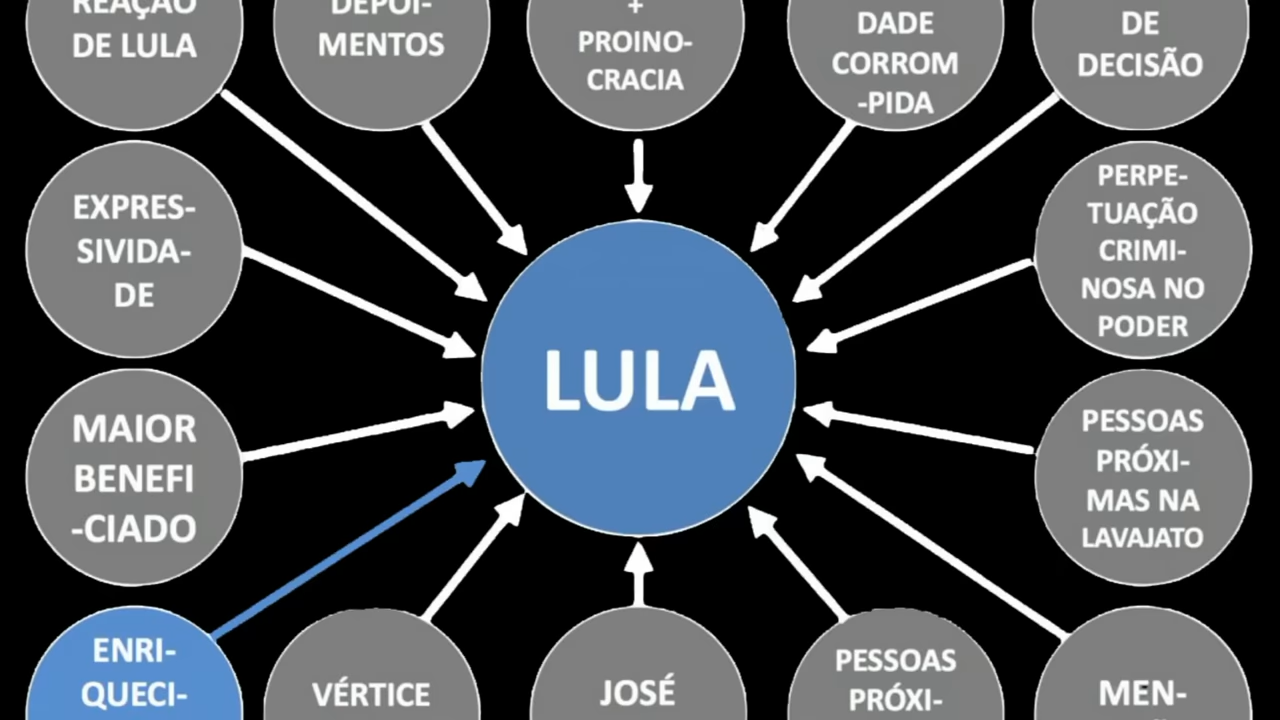 REAÇÃO
DE LULA
DEPOI-
MENTOS
+
PROINO-
CRACIA
DADE
CORROM
-PIDA
DE
DECISÃO
EXPRES-
SIVIDA-
DE
PERPE-
TUAÇÃO
CRIMI-
NOSA NO
PODER
LULA
MAIOR
BENEFI
-CIADO
PESSOAS
PRÓXI-
MAS NA
LAVAJATO
ENRI-
QUECI-
VÉRTICE
JOSÉ
PESSOAS
PRÓXI-
MEN-